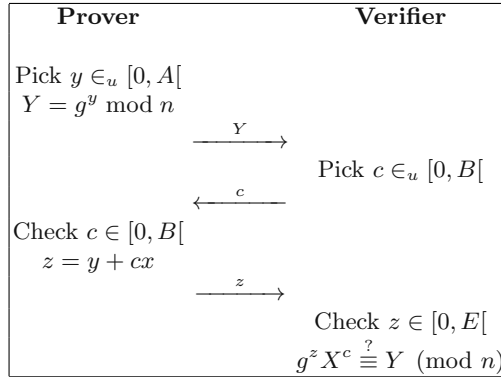 Prover Verifier
Pick y ∈_u [0, A[
Y = g^y mod n
Y
Pick c ∈_u [0, B[
c
Check c ∈ [0, B[
z = y + cx
z
Check z ∈ [0, E[
g^z X^c ≟≡ Y (mod n)